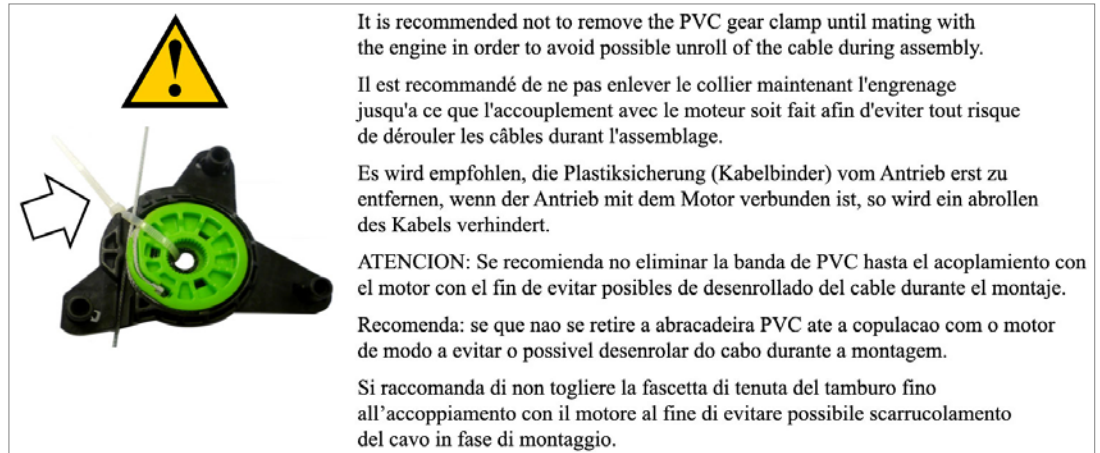 It is recommended not to remove the PVC gear clamp until mating with
the engine in order to avoid possible unroll of the cable during assembly.
Il est recommandé de ne pas enlever le collier maintenant l'engrenage
jusqu'a ce que l'accouplement avec le moteur soit fait afin d'eviter tout risque
de dérouler les câbles durant l'assemblage.
Es wird empfohlen, die Plastiksicherung (Kabelbinder) vom Antrieb erst zu
entfernen, wenn der Antrieb mit dem Motor verbunden ist, so wird ein abrollen
des Kabels verhindert.
ATENCION: Se recomienda no eliminar la banda de PVC hasta el acoplamiento con
el motor con el fin de evitar posibles de desenrollado del cable durante el montaje.
Recomenda: se que nao se retire a abracadeira PVC ate a copulacao com o motor
de modo a evitar o possivel desenrolar do cabo durante a montagem.
Si raccomanda di non togliere la fascetta di tenuta del tamburo fino
all’accoppiamento con il motore al fine di evitare possibile scarrucolamento
del cavo in fase di montaggio.